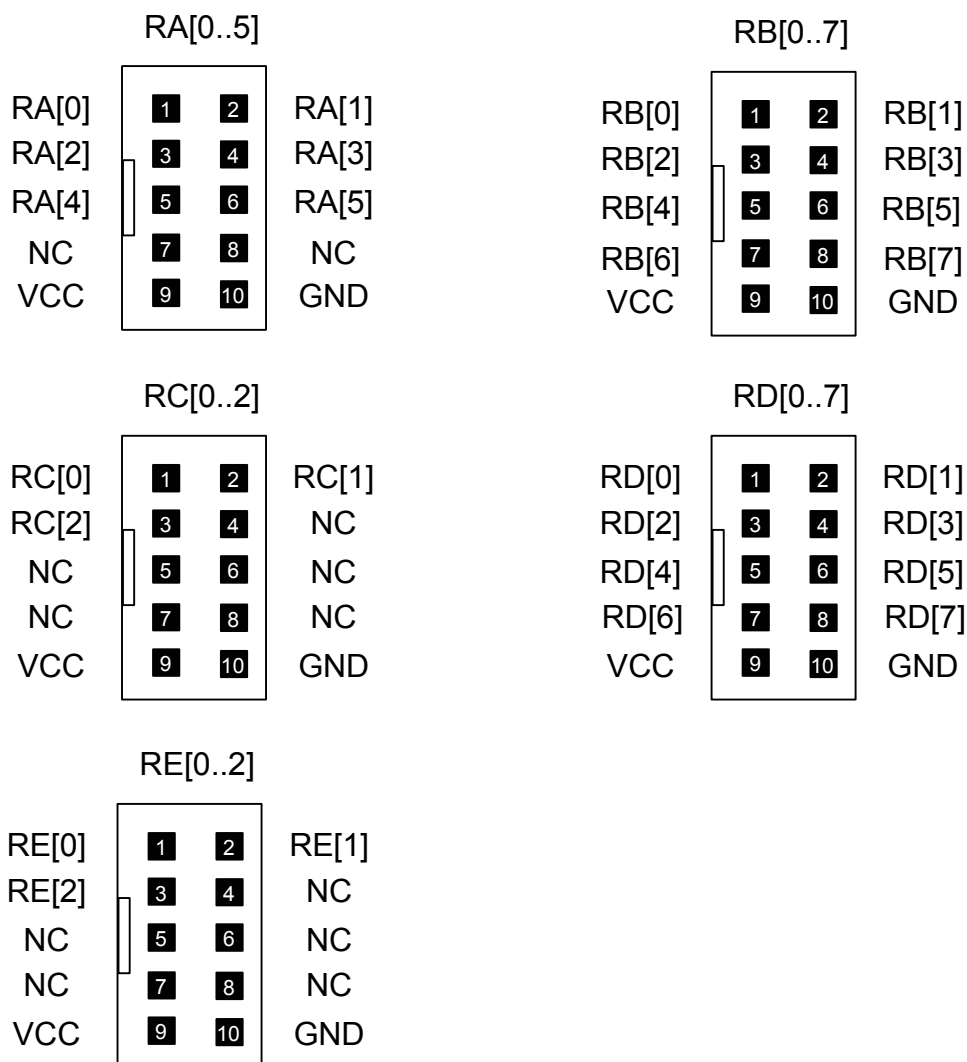 RA[0..5]
RA[0] 1 2 RA[1]
RA[2] 3 4 RA[3]
RA[4] 5 6 RA[5]
NC 7 8 NC
VCC 9 10 GND
RB[0..7]
RB[0] 1 2 RB[1]
RB[2] 3 4 RB[3]
RB[4] 5 6 RB[5]
RB[6] 7 8 RB[7]
VCC 9 10 GND
RC[0..2]
RC[0] 1 2 RC[1]
RC[2] 3 4 NC
NC 5 6 NC
NC 7 8 NC
VCC 9 10 GND
RD[0..7]
RD[0] 1 2 RD[1]
RD[2] 3 4 RD[3]
RD[4] 5 6 RD[5]
RD[6] 7 8 RD[7]
VCC 9 10 GND
RE[0..2]
RE[0] 1 2 RE[1]
RE[2] 3 4 NC
NC 5 6 NC
NC 7 8 NC
VCC 9 10 GND